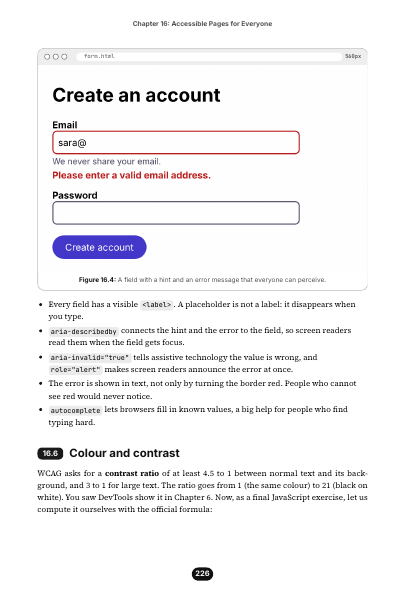 Chapter 16: Accessible Pages for Everyone
form.html
560px
Create an account
Email
sara@
We never share your email.
Please enter a valid email address.
Password
Create account
Figure 16.4: A field with a hint and an error message that everyone can perceive.
• Every field has a visible <label>. A placeholder is not a label: it disappears when
you type.
• aria-describedby connects the hint and the error to the field, so screen readers
read them when the field gets focus.
• aria-invalid="true" tells assistive technology the value is wrong, and
role="alert" makes screen readers announce the error at once.
• The error is shown in text, not only by turning the border red. People who cannot
see red would never notice.
• autocomplete lets browsers fill in known values, a big help for people who find
typing hard.
16.6 Colour and contrast
WCAG asks for a contrast ratio of at least 4.5 to 1 between normal text and its back-
ground, and 3 to 1 for large text. The ratio goes from 1 (the same colour) to 21 (black on
white). You saw DevTools show it in Chapter 6. Now, as a final JavaScript exercise, let us
compute it ourselves with the official formula:
226